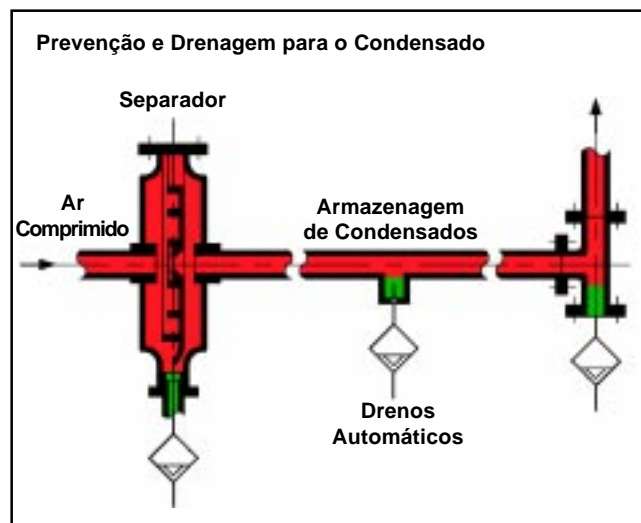 Prevenção e Drenagem para o Condensado
Separador
Ar
Comprimido
Armazenagem
de Condensados
Drenos
Automáticos